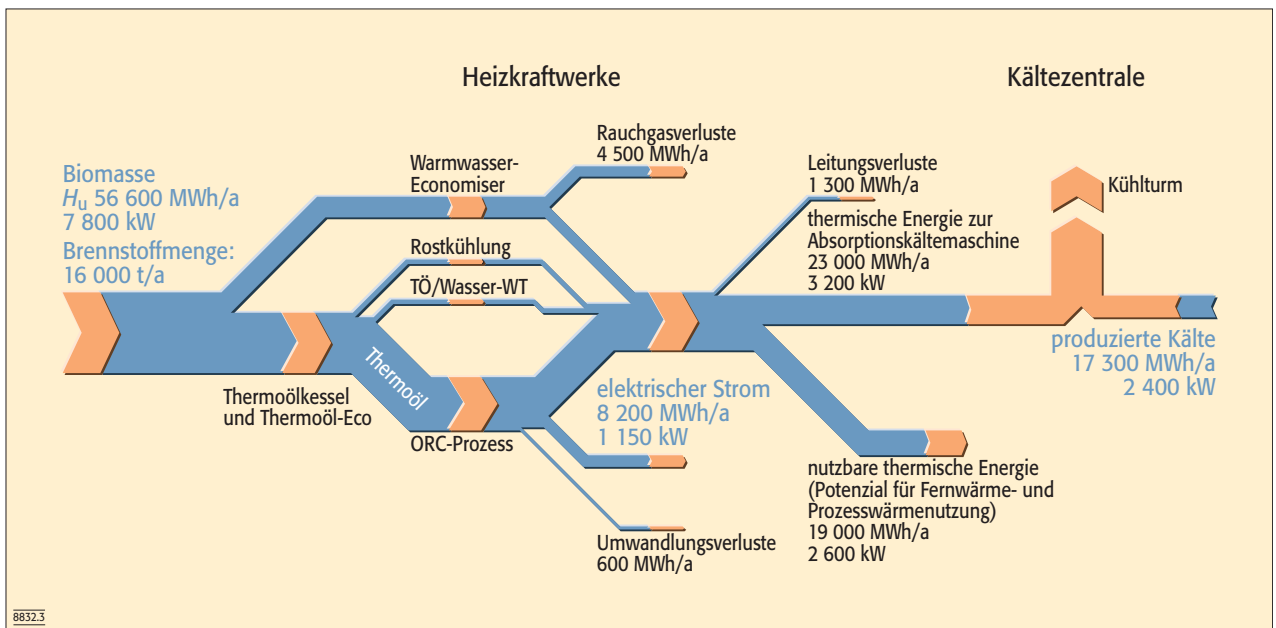 Heizkraftwerke
Kältezentrale
Biomasse
Hu 56 600 MWh/a
7 800 kW
Brennstoffmenge:
16 000 t/a
Warmwasser-
Economiser
Rauchgasverluste
4 500 MWh/a
Leitungsverluste
1 300 MWh/a
Kühlturm
Rostkühlung
TÖ/Wasser-WT
thermische Energie zur
Absorptionskältemaschine
23 000 MWh/a
3 200 kW
Thermoöl
Thermoölkessel
und Thermoöl-Eco
ORC-Prozess
elektrischer Strom
8 200 MWh/a
1 150 kW
produzierte Kälte
17 300 MWh/a
2 400 kW
Umwandlungsverluste
600 MWh/a
nutzbare thermische Energie
(Potenzial für Fernwärme- und
Prozesswärmenutzung)
19 000 MWh/a
2 600 kW
8832.3